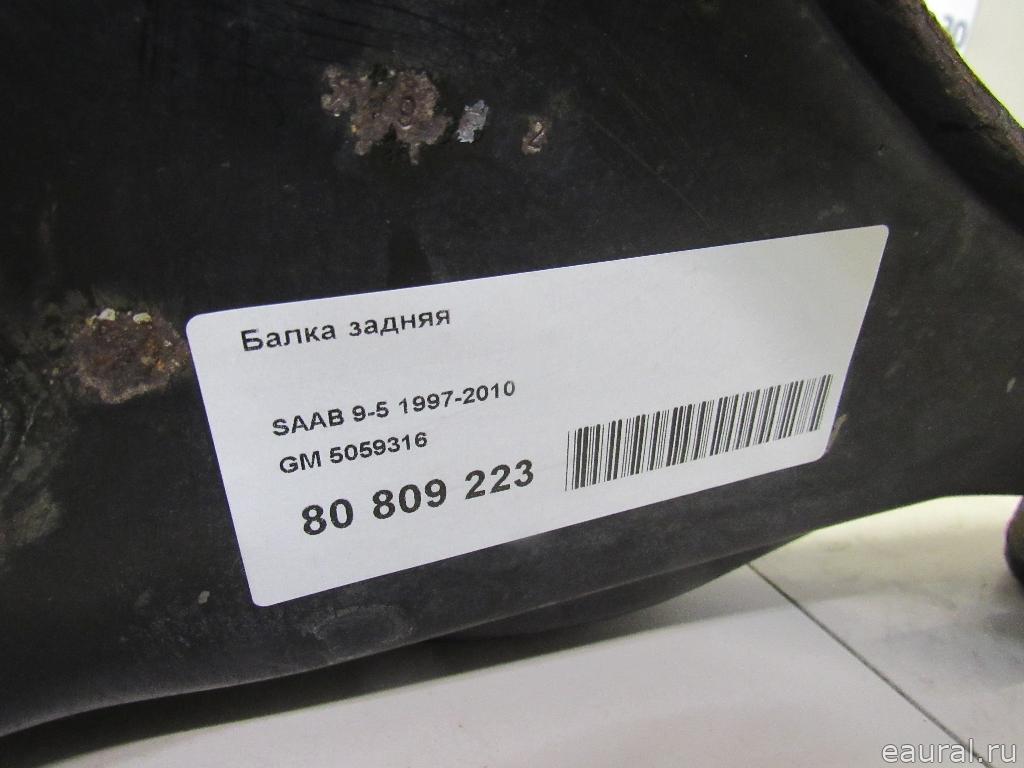 Балка задняя
SAAB 9-5 1997-2010
GM 5059316
80 809 223
eaural.ru